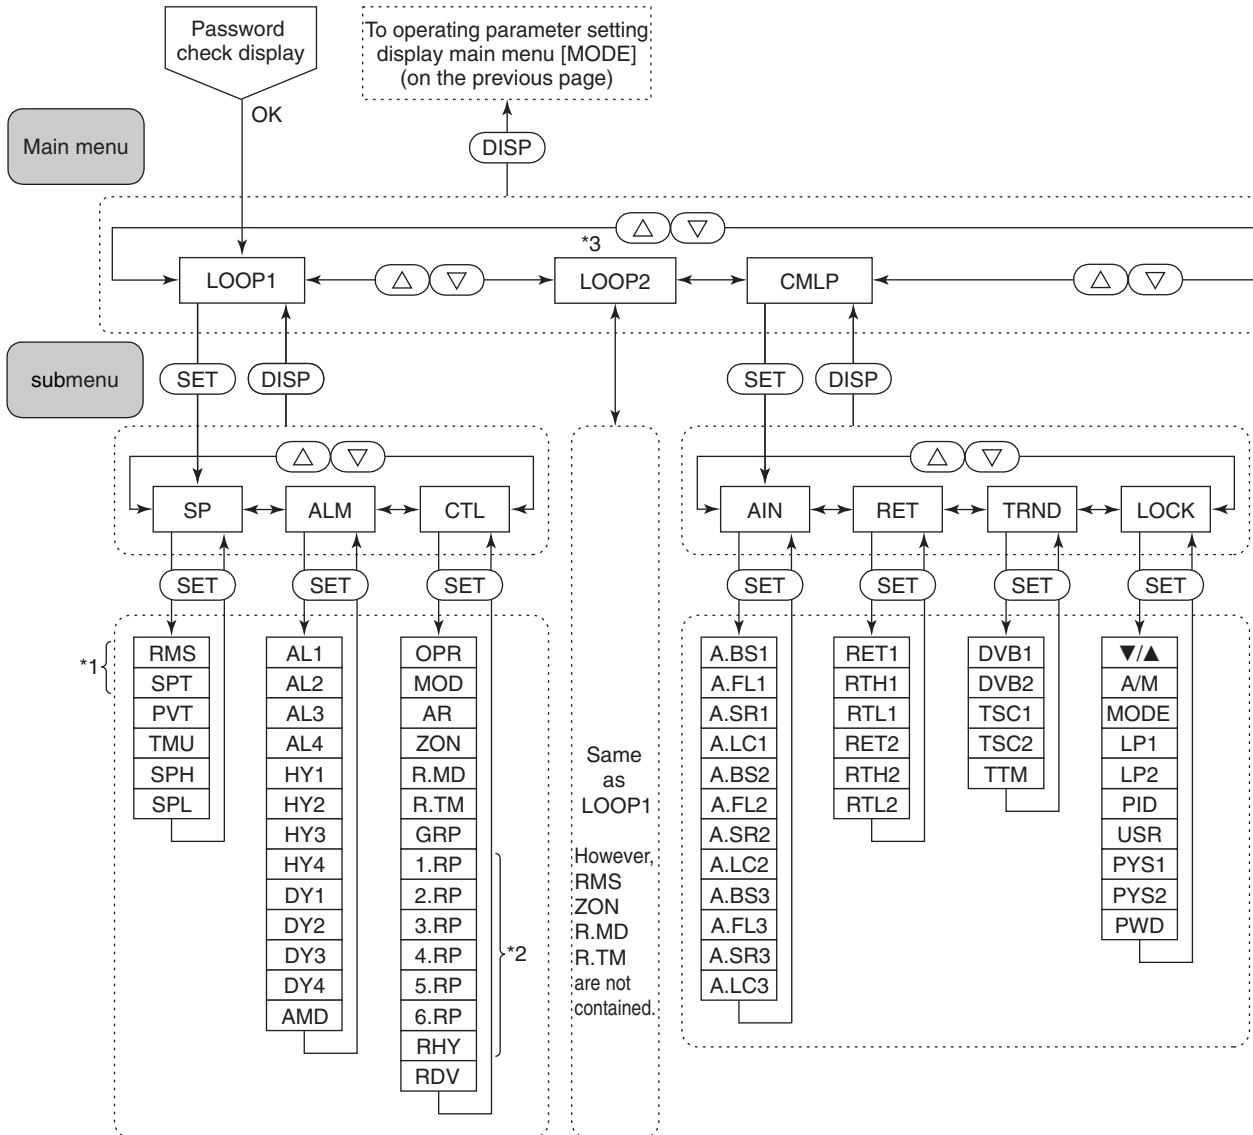 Password
check display
To operating parameter setting
display main menu [MODE]
(on the previous page)
OK
DISP
Main menu
△ ▽
*3
LOOP1
△ ▽
LOOP2
CMLP
△ ▽
submenu
SET
DISP
SET
DISP
△ ▽
△ ▽
SP
ALM
CTL
AIN
RET
TRND
LOCK
SET
SET
SET
SET
SET
SET
SET
*1
RMS
SPT
PVT
TMU
SPH
SPL
AL1
AL2
AL3
AL4
HY1
HY2
HY3
HY4
DY1
DY2
DY3
DY4
AMD
OPR
MOD
AR
ZON
R.MD
R.TM
GRP
1.RP
2.RP
3.RP
4.RP
5.RP
6.RP
RHY
RDV
*2
Same
as
LOOP1
However,
RMS
ZON
R.MD
R.TM
are not
contained.
A.BS1
A.FL1
A.SR1
A.LC1
A.BS2
A.FL2
A.SR2
A.LC2
A.BS3
A.FL3
A.SR3
A.LC3
RET1
RTH1
RTL1
RET2
RTH2
RTL2
DVB1
DVB2
TSC1
TSC2
TTM
▼/▲
A/M
MODE
LP1
LP2
PID
USR
PYS1
PYS2
PWD